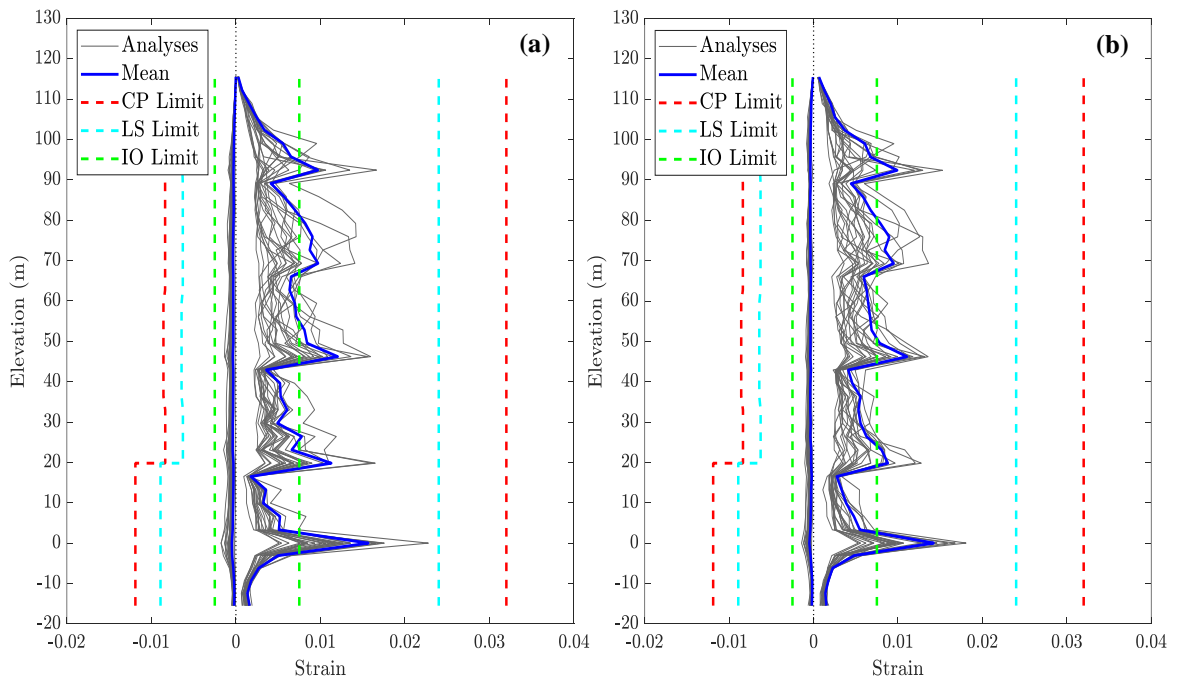 130
120
110
100
90
80
70
60
50
40
30
20
10
0
-10
-20
Elevation (m)
Analyses
Mean
CP Limit
LS Limit
IO Limit
(a)
-0.02 -0.01 0 0.01 0.02 0.03 0.04
Strain
130
120
110
100
90
80
70
60
50
40
30
20
10
0
-10
-20
Elevation (m)
Analyses
Mean
CP Limit
LS Limit
IO Limit
(b)
-0.02 -0.01 0 0.01 0.02 0.03 0.04
Strain